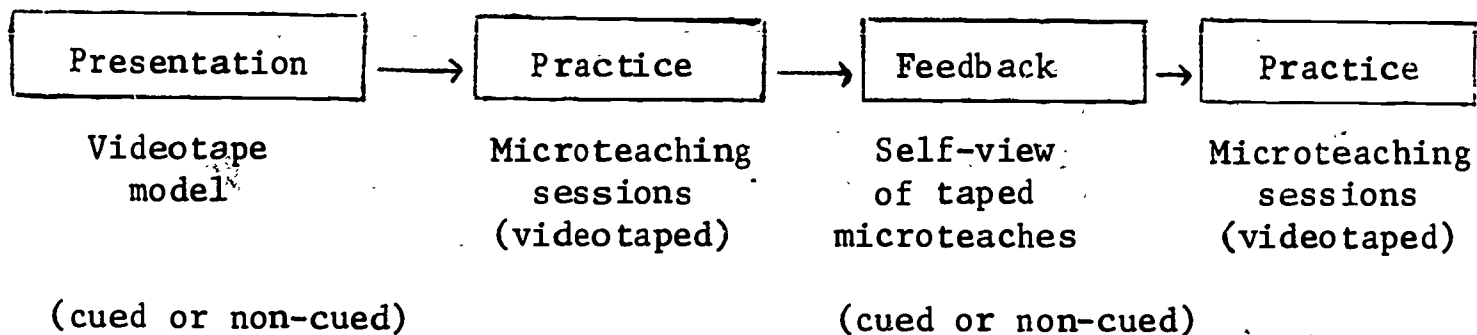 Presentation → Practice → Feedback → Practice
Videotape Microteaching Self-view Microteaching
model sessions of taped sessions
(videotaped) microteaches (videotaped)
(cued or non-cued) (cued or non-cued)